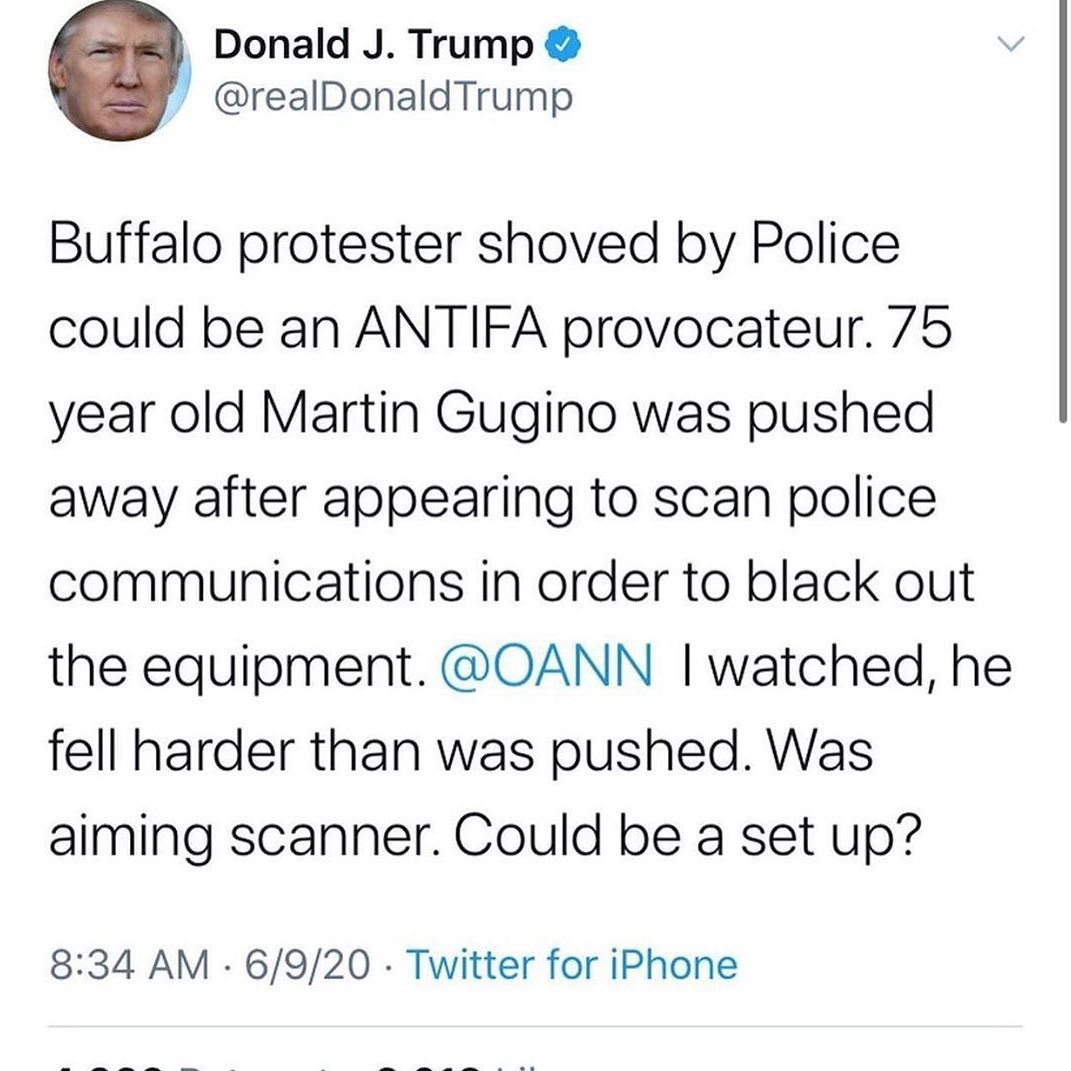 Donald J. Trump
@realDonaldTrump
Buffalo protester shoved by Police
could be an ANTIFA provocateur. 75
year old Martin Gugino was pushed
away after appearing to scan police
communications in order to black out
the equipment. @OANN I watched, he
fell harder than was pushed. Was
aiming scanner. Could be a set up?
8:34 AM · 6/9/20 · Twitter for iPhone